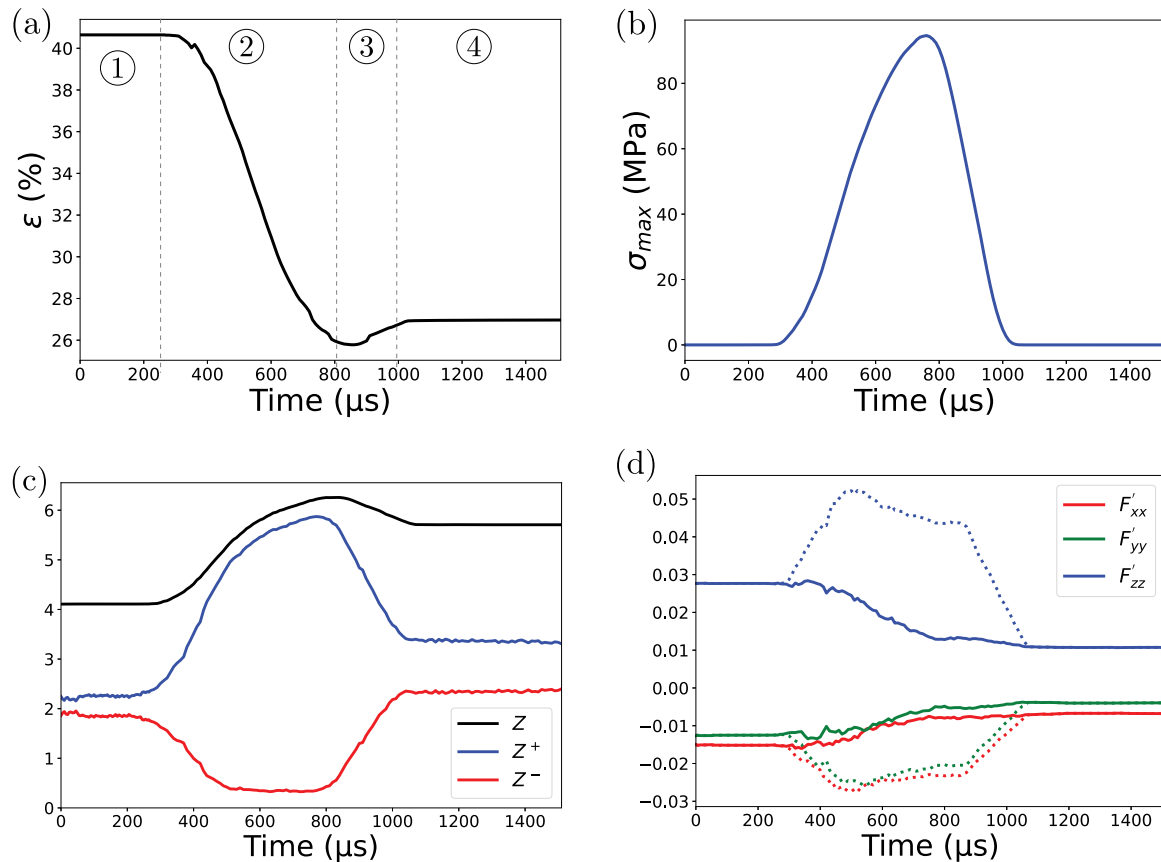 (a)
40
38
36
34
32
30
28
26
ε (%)
① ② ③ ④
0 200 400 600 800 1000 1200 1400
Time (μs)
(b)
80
60
40
20
0
σmax (MPa)
0 200 400 600 800 1000 1200 1400
Time (μs)
(c)
6
5
4
3
2
1
0
Z
Z+
Z−
0 200 400 600 800 1000 1200 1400
Time (μs)
(d)
0.05
0.04
0.03
0.02
0.01
0.00
−0.01
−0.02
−0.03
F′xx
F′yy
F′zz
0 200 400 600 800 1000 1200 1400
Time (μs)